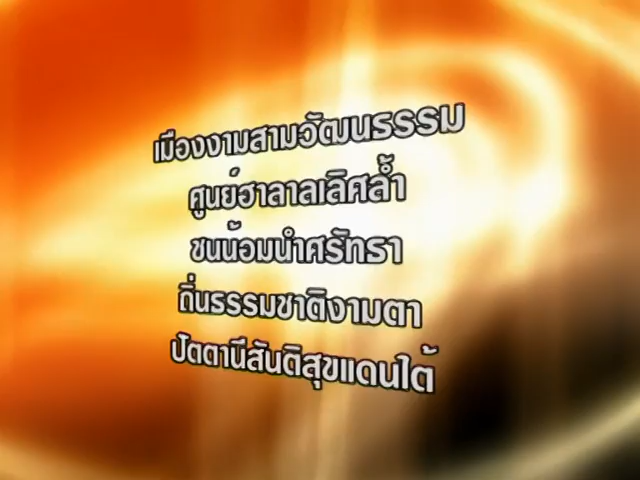 เมืองงามสามวัฒนธรรม
ศูนย์ฮาลาลเลิศล้ำ
ชนน้อมนำศรัทธา
ถิ่นธรรมชาติงามตา
ปัตตานีสันติสุขแดนใต้